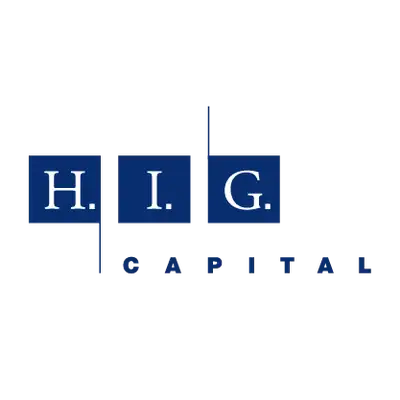 H. I. G.
CAPITAL